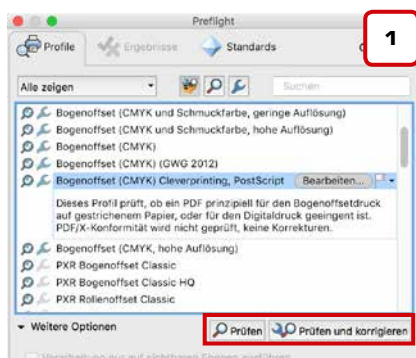 Preflight
1
Profile Ergebnisse Standards
Alle zeigen Suchen
Bogenoffset (CMYK und Schmuckfarbe, geringe Auflösung)
Bogenoffset (CMYK und Schmuckfarbe, hohe Auflösung)
Bogenoffset (CMYK)
Bogenoffset (CMYK) (GWG 2012)
Bogenoffset (CMYK) Cleverprinting, PostScript Bearbeiten...
Dieses Profil prüft, ob ein PDF prinzipiell für den Bogenoffsetdruck
auf gestrichenem Papier, oder für den Digitaldruck geeingent ist.
PDF/X-Konformität wird nicht geprüft, keine Korrekturen.
Bogenoffset (CMYK, hohe Auflösung)
PXR Bogenoffset Classic
PXR Bogenoffset Classic HQ
PXR Rollenoffset Classic
Weitere Optionen Prüfen Prüfen und korrigieren